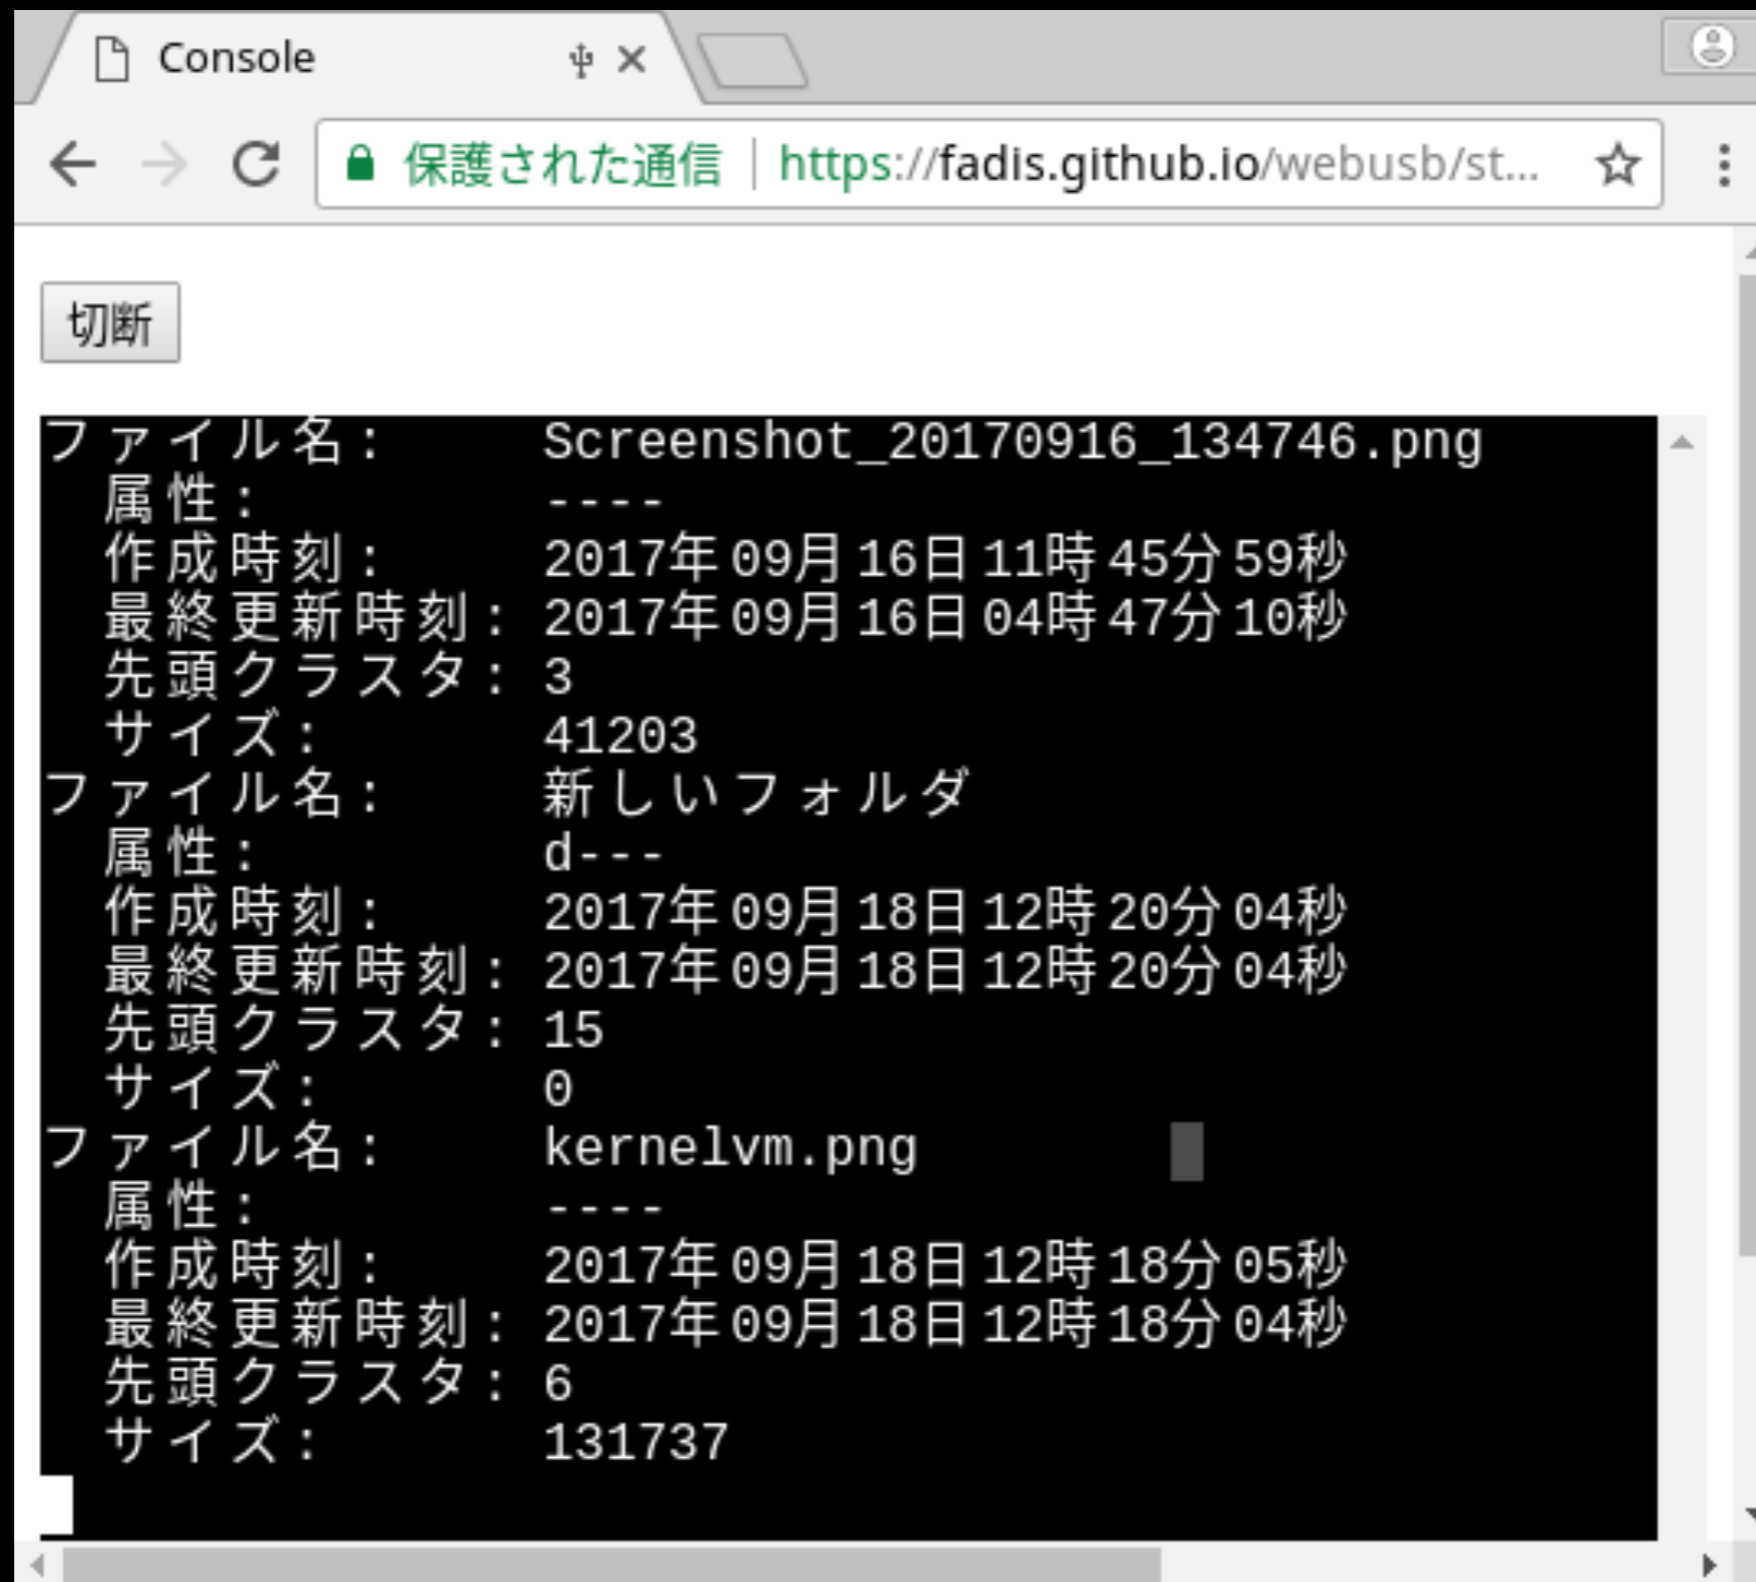 Console
保護された通信 https://fadis.github.io/webusb/st...
切断
ファイル名: Screenshot_20170916_134746.png
属性: ----
作成時刻: 2017年09月16日11時45分59秒
最終更新時刻: 2017年09月16日04時47分10秒
先頭クラスタ: 3
サイズ: 41203
ファイル名: 新しいフォルダ
属性: d---
作成時刻: 2017年09月18日12時20分04秒
最終更新時刻: 2017年09月18日12時20分04秒
先頭クラスタ: 15
サイズ: 0
ファイル名: kernelvm.png
属性: ----
作成時刻: 2017年09月18日12時18分05秒
最終更新時刻: 2017年09月18日12時18分04秒
先頭クラスタ: 6
サイズ: 131737